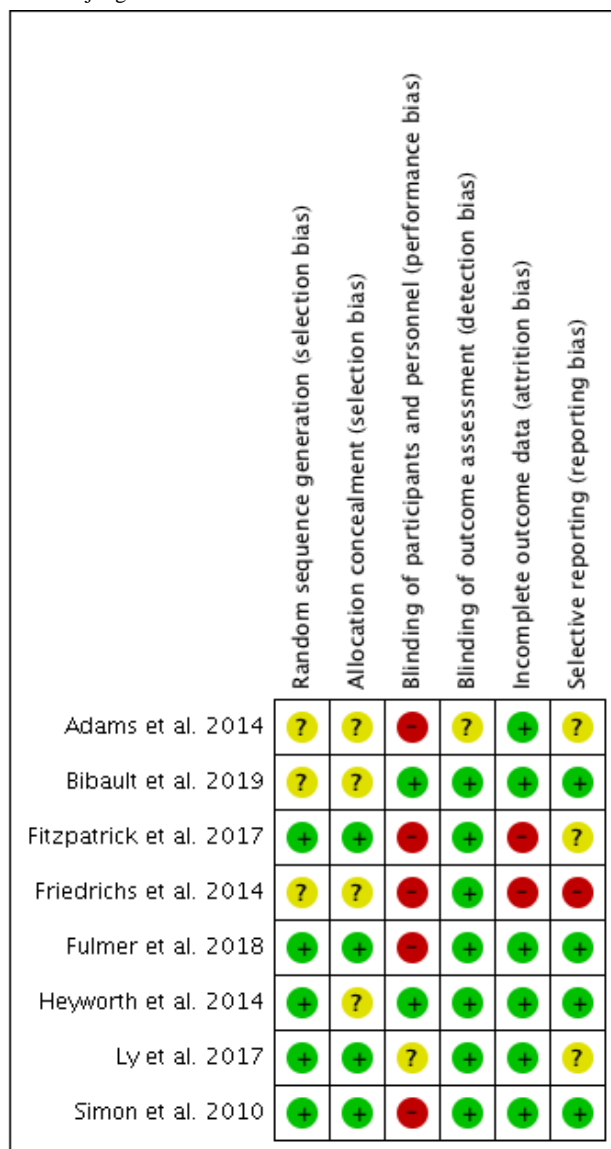 Random sequence generation (selection bias)
Allocation concealment (selection bias)
Blinding of participants and personnel (performance bias)
Blinding of outcome assessment (detection bias)
Incomplete outcome data (attrition bias)
Selective reporting (reporting bias)
Adams et al. 2014 ? ? - ? + ?
Bibault et al. 2019 ? ? + + + +
Fitzpatrick et al. 2017 + + - + - ?
Friedrichs et al. 2014 ? ? - + - -
Fulmer et al. 2018 + + - + + +
Heyworth et al. 2014 + ? + + + +
Ly et al. 2017 + + ? + + ?
Simon et al. 2010 + + - + + +